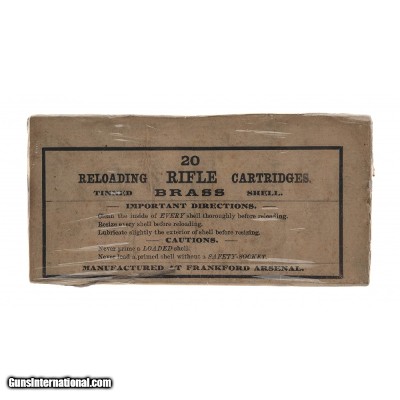 20
RELOADING RIFLE CARTRIDGES.
TINNED BRASS SHELL.
IMPORTANT DIRECTIONS.
Clean the inside of EVERY shell thoroughly before reloading.
Resize every shell before reloading.
Lubricate slightly the exterior of shell before resizing.
CAUTIONS.
Never prime a LOADED shell.
Never load a primed shell without a SAFETY-SOCKET
MANUFACTURED AT FRANKFORD ARSENAL.
GunsInternational.com